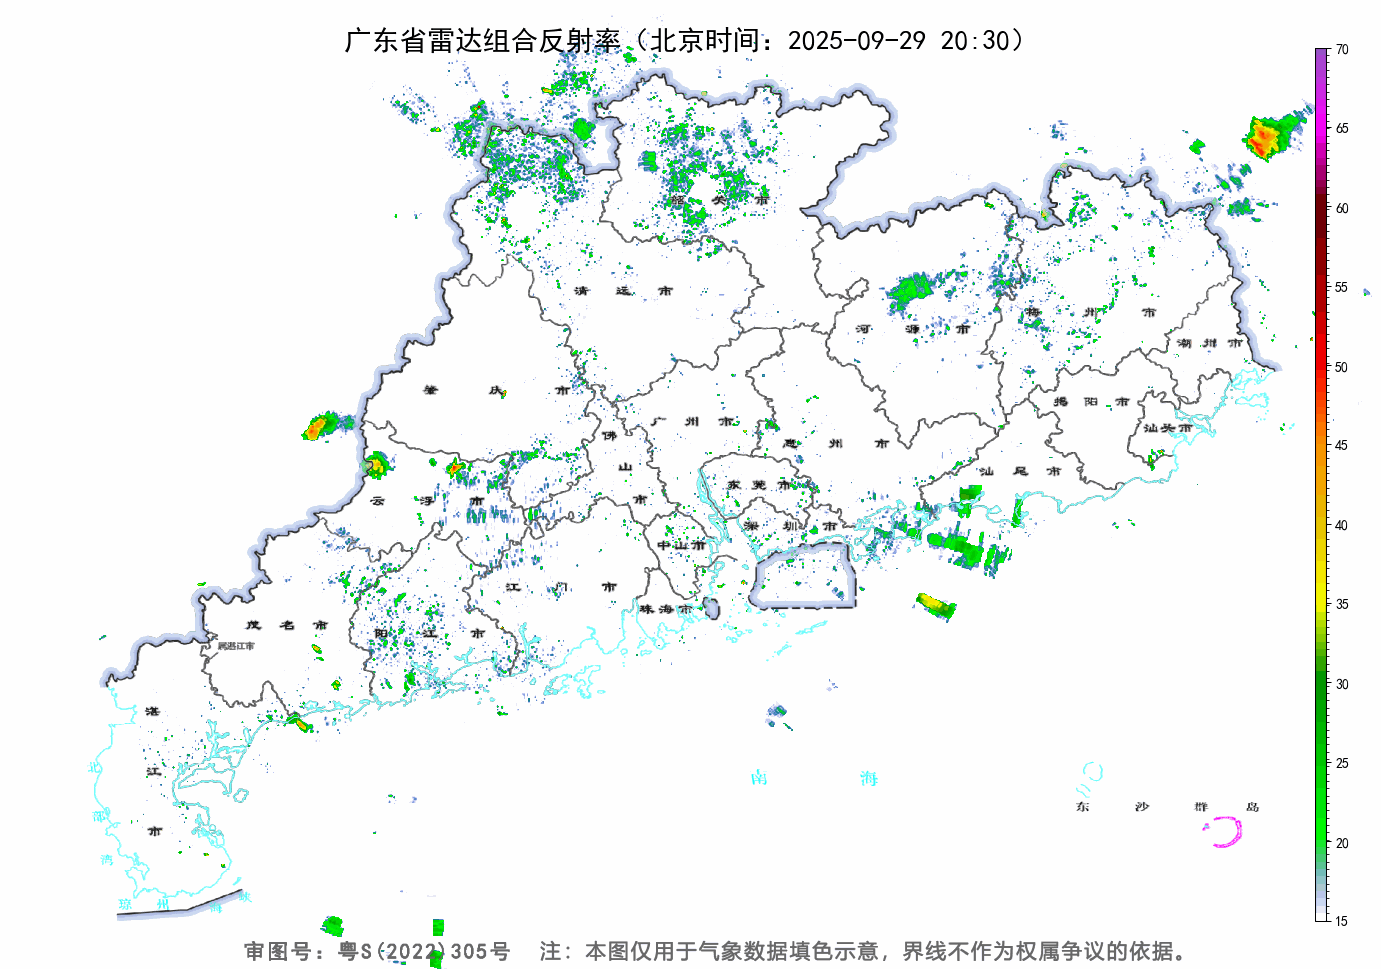 广东省雷达组合反射率（北京时间：2025-09-29 20:30）
70
65
60
55
50
45
40
35
30
25
20
15
韶关市
清远市
河源市
梅州市
潮州市
肇庆市
广州市
佛山市
惠州市
揭阳市
汕头市
汕尾市
云浮市
东莞市
深圳市
中山市
江门市
珠海市
茂名市
阳江市
属湛江市
湛江市
北部湾
琼州海峡
南海
东沙群岛
审图号：粤S(2022)305号 注：本图仅用于气象数据填色示意，界线不作为权属争议的依据。